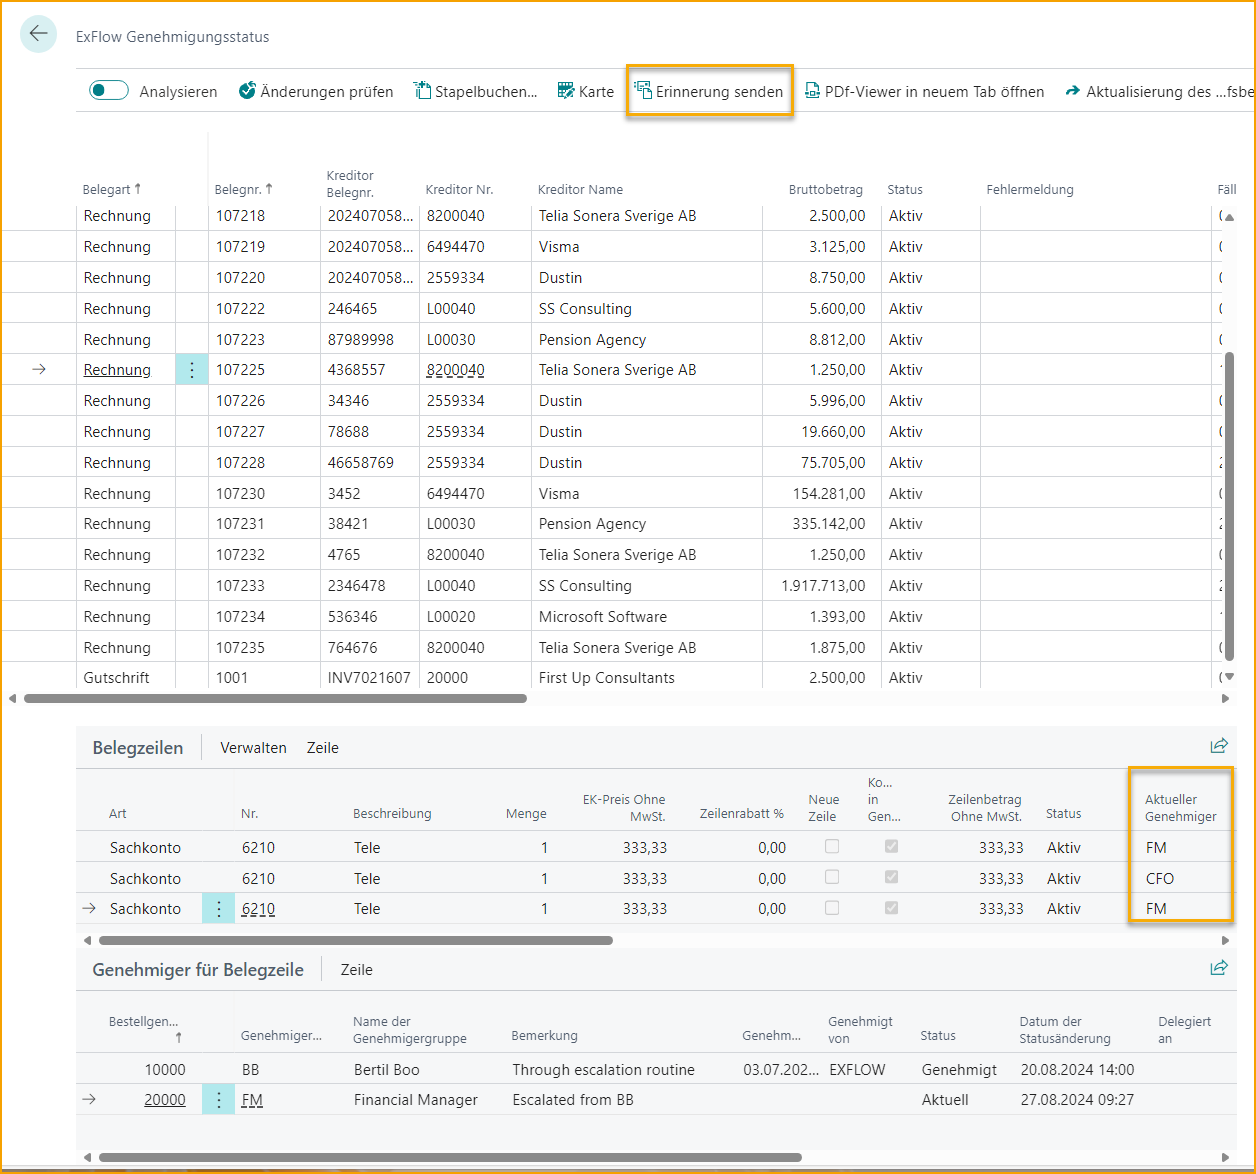 ExFlow Genehmigungsstatus
Analysieren Änderungen prüfen Stapelbuchen... Karte Erinnerung senden PDf-Viewer in neuem Tab öffnen Aktualisierung des ...fsbe
Belegart ↑ Belegnr. ↑ Kreditor Belegnr. Kreditor Nr. Kreditor Name Bruttobetrag Status Fehlermeldung Fäll
Rechnung 107218 202407058... 8200040 Telia Sonera Sverige AB 2.500,00 Aktiv
Rechnung 107219 202407058... 6494470 Visma 3.125,00 Aktiv
Rechnung 107220 202407058... 2559334 Dustin 8.750,00 Aktiv
Rechnung 107222 246465 L00040 SS Consulting 5.600,00 Aktiv
Rechnung 107223 87989998 L00030 Pension Agency 8.812,00 Aktiv
Rechnung 107225 4368557 8200040 Telia Sonera Sverige AB 1.250,00 Aktiv
Rechnung 107226 34346 2559334 Dustin 5.996,00 Aktiv
Rechnung 107227 78688 2559334 Dustin 19.660,00 Aktiv
Rechnung 107228 46658769 2559334 Dustin 75.705,00 Aktiv
Rechnung 107230 3452 6494470 Visma 154.281,00 Aktiv
Rechnung 107231 38421 L00030 Pension Agency 335.142,00 Aktiv
Rechnung 107232 4765 8200040 Telia Sonera Sverige AB 1.250,00 Aktiv
Rechnung 107233 2346478 L00040 SS Consulting 1.917.713,00 Aktiv
Rechnung 107234 536346 L00020 Microsoft Software 1.393,00 Aktiv
Rechnung 107235 764676 8200040 Telia Sonera Sverige AB 1.875,00 Aktiv
Gutschrift 1001 INV7021607 20000 First Up Consultants 2.500,00 Aktiv
Belegzeilen Verwalten Zeile
Art Nr. Beschreibung Menge EK-Preis Ohne MwSt. Zeilenrabatt % Neue Zeile Ko... in Gen... Zeilenbetrag Ohne MwSt. Status Aktueller Genehmiger
Sachkonto 6210 Tele 1 333,33 0,00 333,33 Aktiv FM
Sachkonto 6210 Tele 1 333,33 0,00 333,33 Aktiv CFO
Sachkonto 6210 Tele 1 333,33 0,00 333,33 Aktiv FM
Genehmiger für Belegzeile Zeile
Bestellgen... ↑ Genehmiger... Name der Genehmigergruppe Bemerkung Genehm... Genehmigt von Status Datum der Statusänderung Delegiert an
10000 BB Bertil Boo Through escalation routine 03.07.202... EXFLOW Genehmigt 20.08.2024 14:00
20000 FM Financial Manager Escalated from BB Aktuell 27.08.2024 09:27